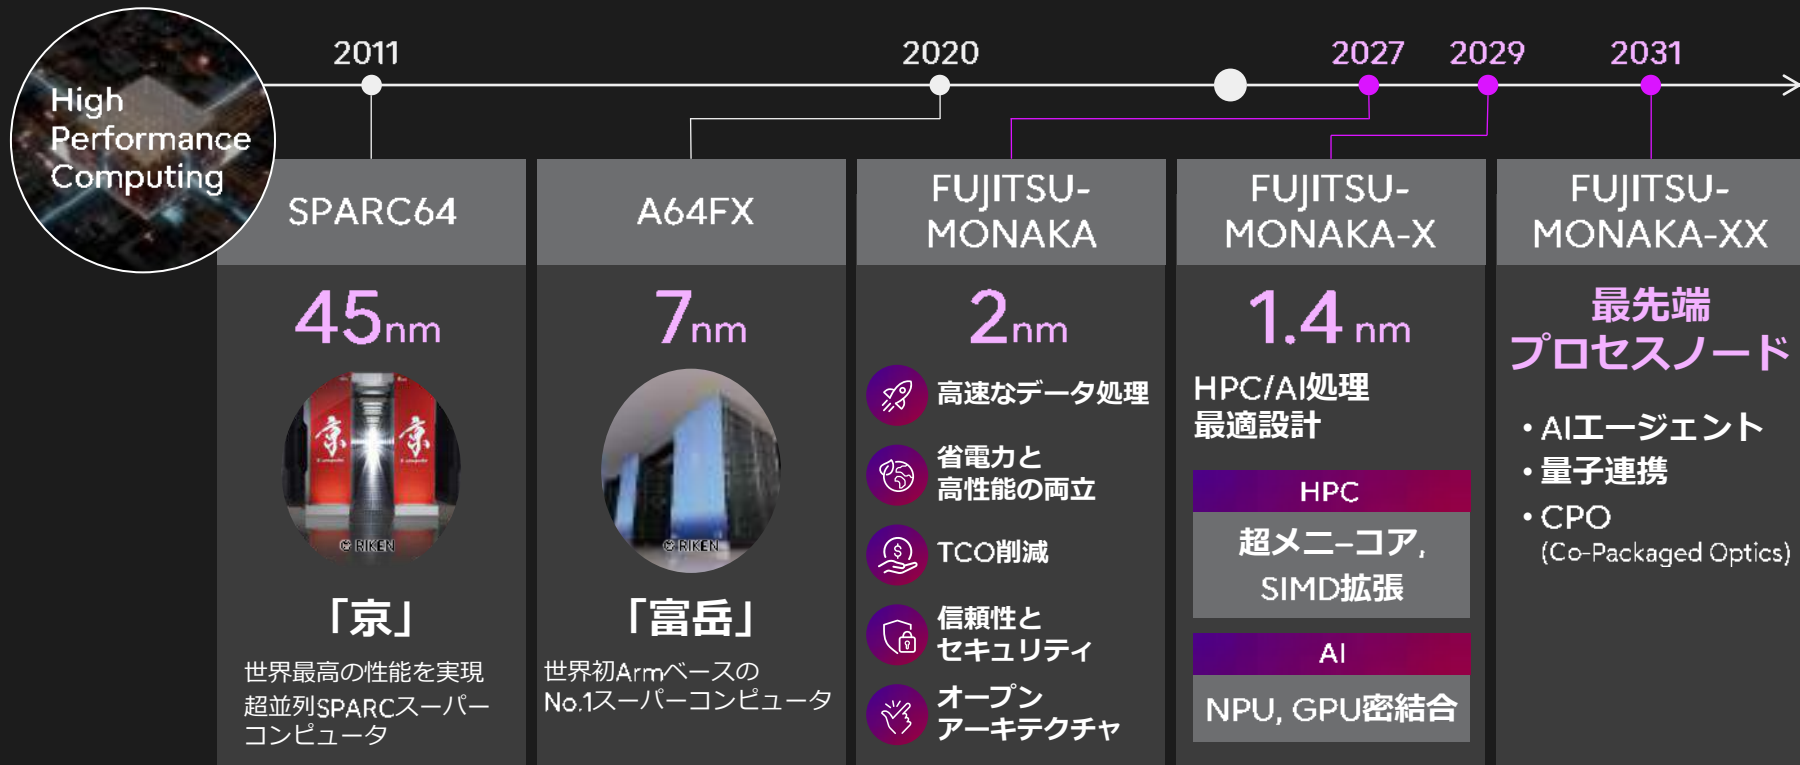 High
Performance
Computing
2011
2020
2027
2029
2031
SPARC64
45nm
京
京
© RIKEN
「京」
世界最高の性能を実現
超並列SPARCスーパー
コンピュータ
A64FX
7nm
© RIKEN
「富岳」
世界初Armベースの
No.1スーパーコンピュータ
FUJITSU-
MONAKA
2nm
高速なデータ処理
省電力と
高性能の両立
TCO削減
信頼性と
セキュリティ
オープン
アーキテクチャ
FUJITSU-
MONAKA-X
1.4 nm
HPC/AI処理
最適設計
HPC
超メニーコア,
SIMD拡張
AI
NPU, GPU密結合
FUJITSU-
MONAKA-XX
最先端
プロセスノード
・AIエージェント
・量子連携
・CPO
(Co-Packaged Optics)